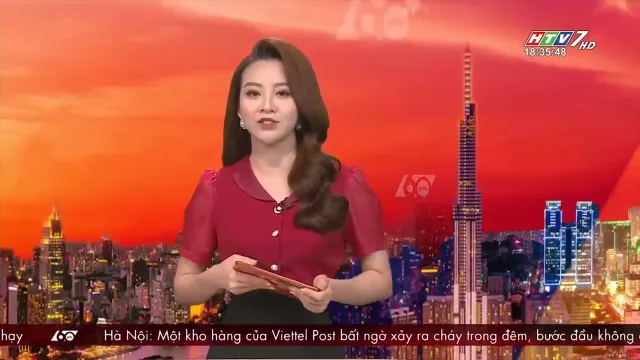 HTV7 HD
18:35:48
60
hay 60 Hà Nội: Một kho hàng của Viettel Post bất ngờ xảy ra cháy trong đêm, bước đầu không